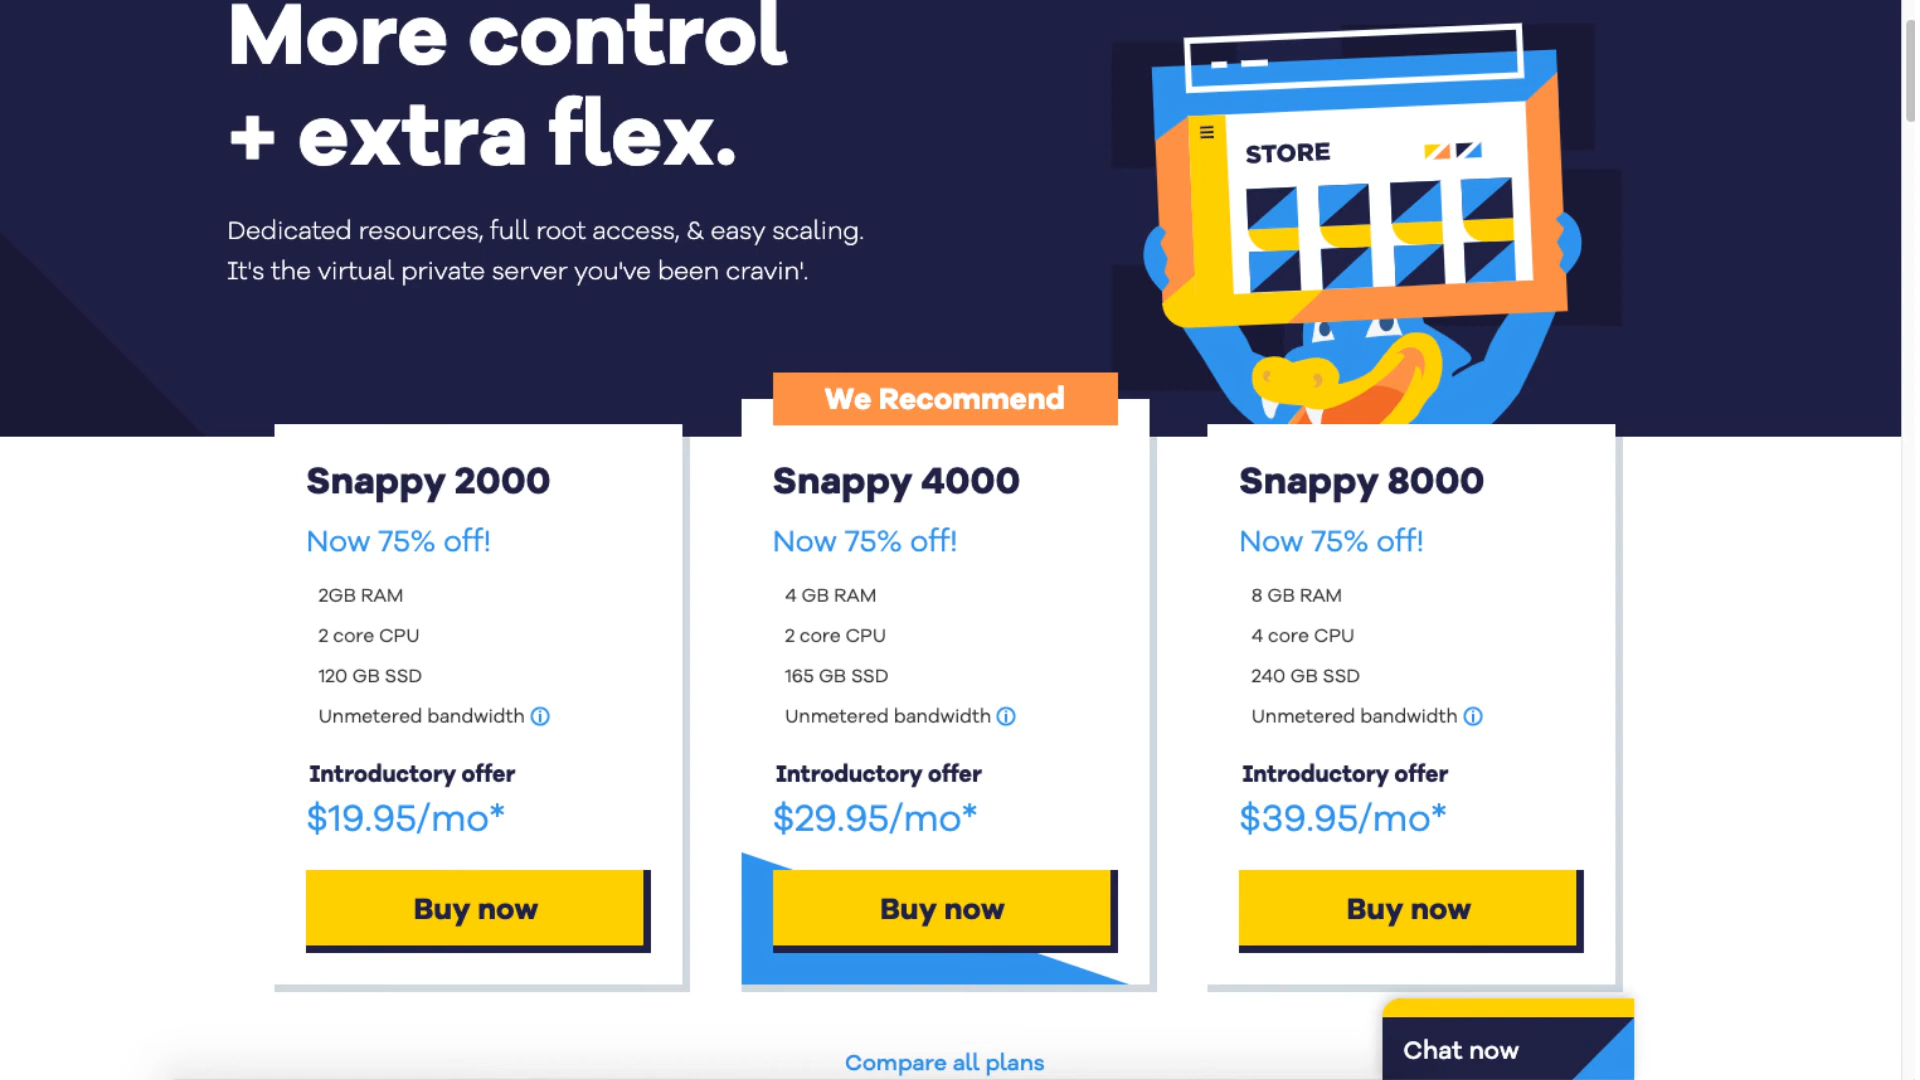 More control
+ extra flex.
Dedicated resources, full root access, & easy scaling.
It's the virtual private server you've been cravin'.
STORE
We Recommend
Snappy 2000
Now 75% off!
2GB RAM
2 core CPU
120 GB SSD
Unmetered bandwidth
Introductory offer
$19.95/mo*
Buy now
Snappy 4000
Now 75% off!
4 GB RAM
2 core CPU
165 GB SSD
Unmetered bandwidth
Introductory offer
$29.95/mo*
Buy now
Snappy 8000
Now 75% off!
8 GB RAM
4 core CPU
240 GB SSD
Unmetered bandwidth
Introductory offer
$39.95/mo*
Buy now
Compare all plans
Chat now